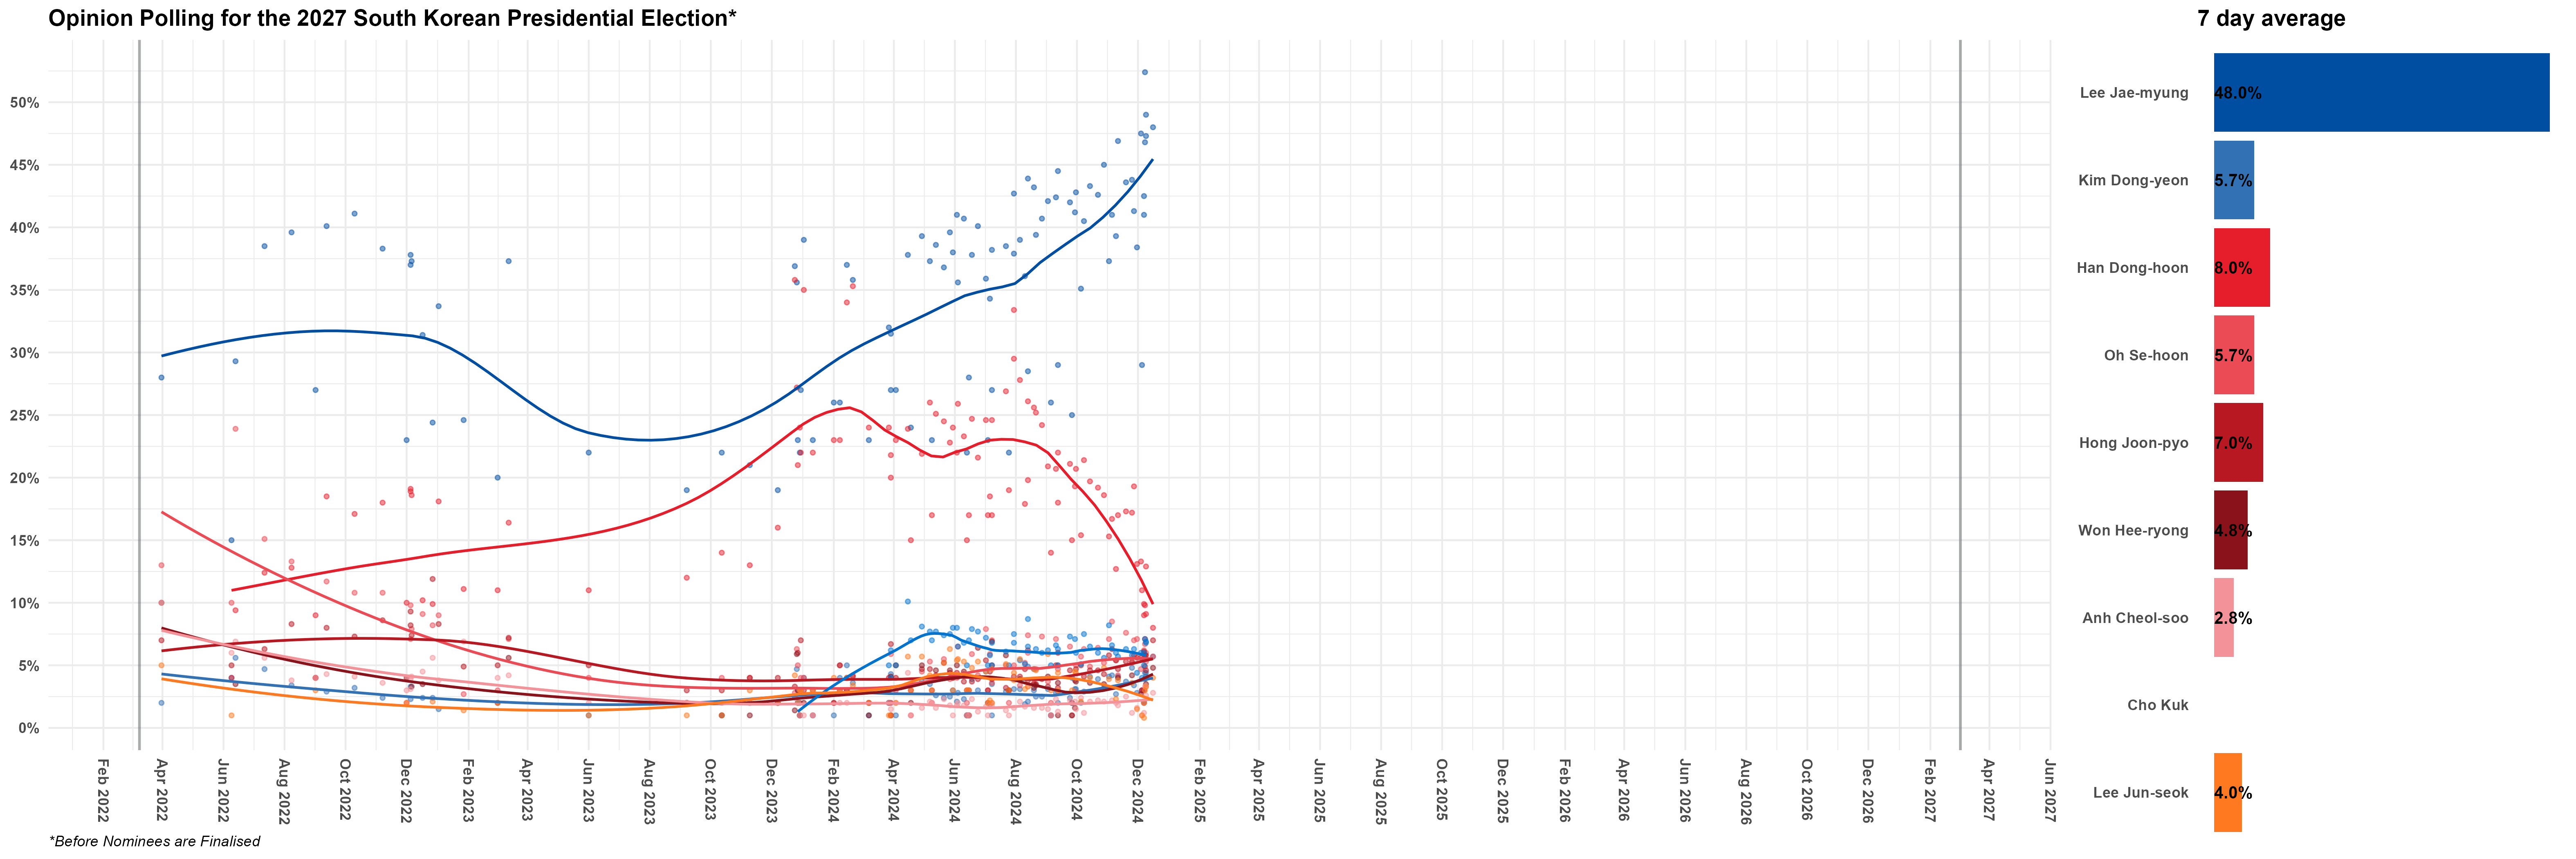 Opinion Polling for the 2027 South Korean Presidential Election*
7 day average
50%
45%
40%
35%
30%
25%
20%
15%
10%
5%
0%
Feb 2022
Apr 2022
Jun 2022
Aug 2022
Oct 2022
Dec 2022
Feb 2023
Apr 2023
Jun 2023
Aug 2023
Oct 2023
Dec 2023
Feb 2024
Apr 2024
Jun 2024
Aug 2024
Oct 2024
Dec 2024
Feb 2025
Apr 2025
Jun 2025
Aug 2025
Oct 2025
Dec 2025
Feb 2026
Apr 2026
Jun 2026
Aug 2026
Oct 2026
Dec 2026
Feb 2027
Apr 2027
Jun 2027
Lee Jae-myung 48.0%
Kim Dong-yeon 5.7%
Han Dong-hoon 8.0%
Oh Se-hoon 5.7%
Hong Joon-pyo 7.0%
Won Hee-ryong 4.8%
Anh Cheol-soo 2.8%
Cho Kuk
Lee Jun-seok 4.0%
*Before Nominees are Finalised